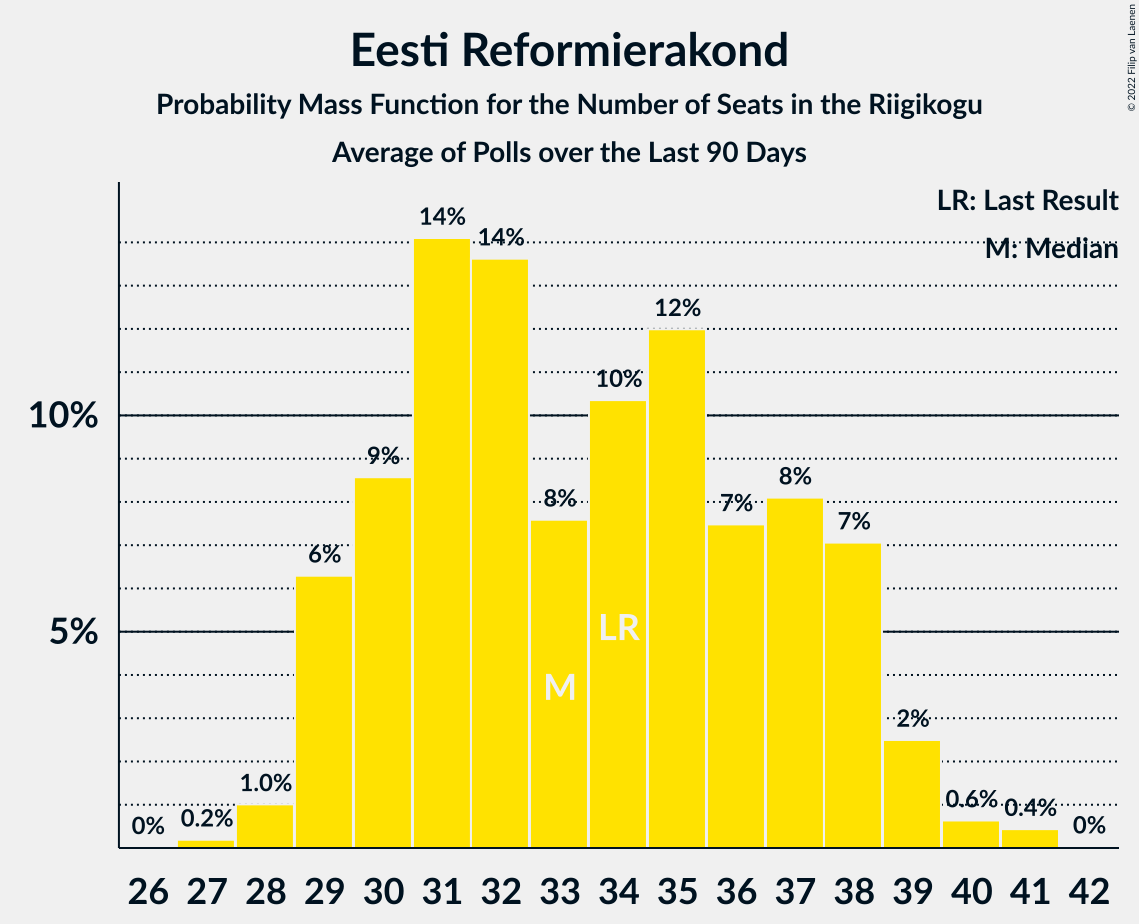 Eesti Reformierakond
Probability Mass Function for the Number of Seats in the Riigikogu
Average of Polls over the Last 90 Days
© 2022 Filip van Laenen
LR: Last Result
M: Median
10%
5%
0%
0.2%
1.0%
6%
9%
14%
14%
8%
10%
12%
7%
8%
7%
2%
0.6%
0.4%
0%
LR
M
26 27 28 29 30 31 32 33 34 35 36 37 38 39 40 41 42